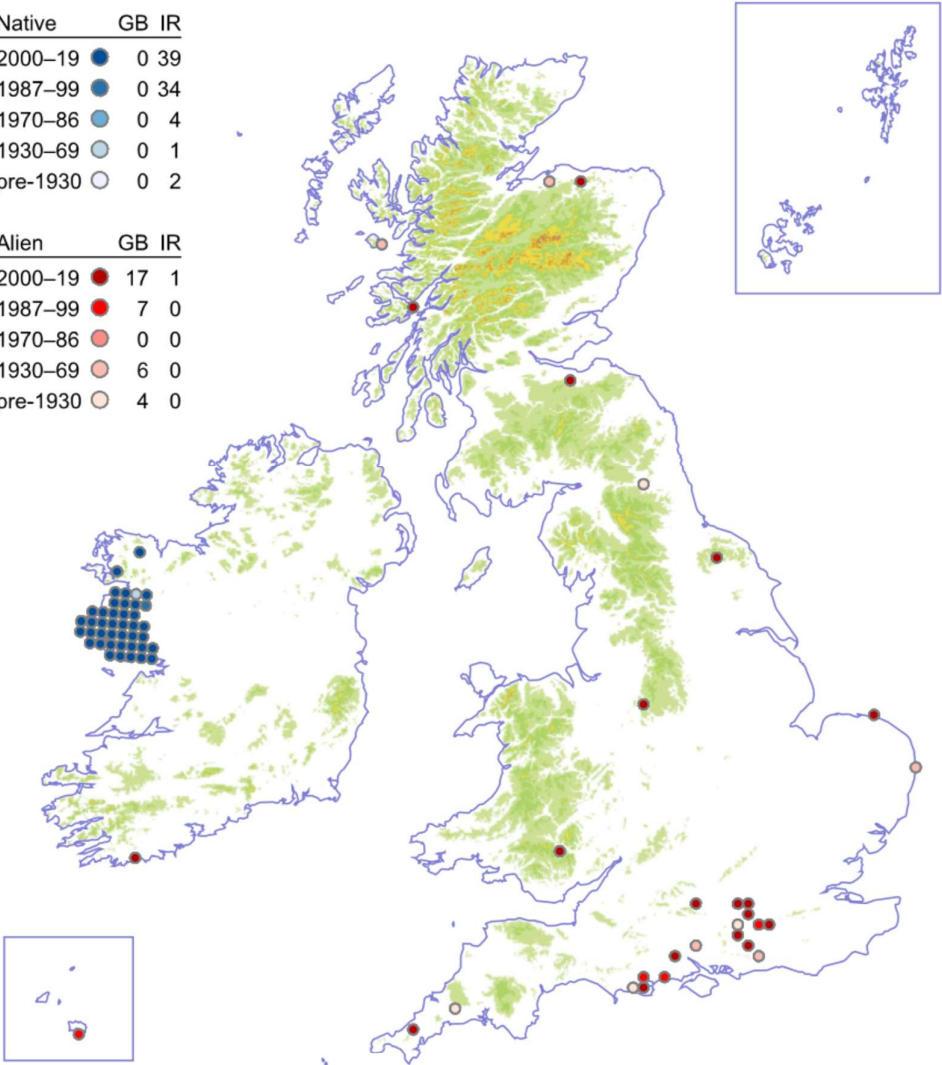 Native GB IR
2000–19 0 39
1987–99 0 34
1970–86 0 4
1930–69 0 1
pre-1930 0 2
Alien GB IR
2000–19 17 1
1987–99 7 0
1970–86 0 0
1930–69 6 0
pre-1930 4 0